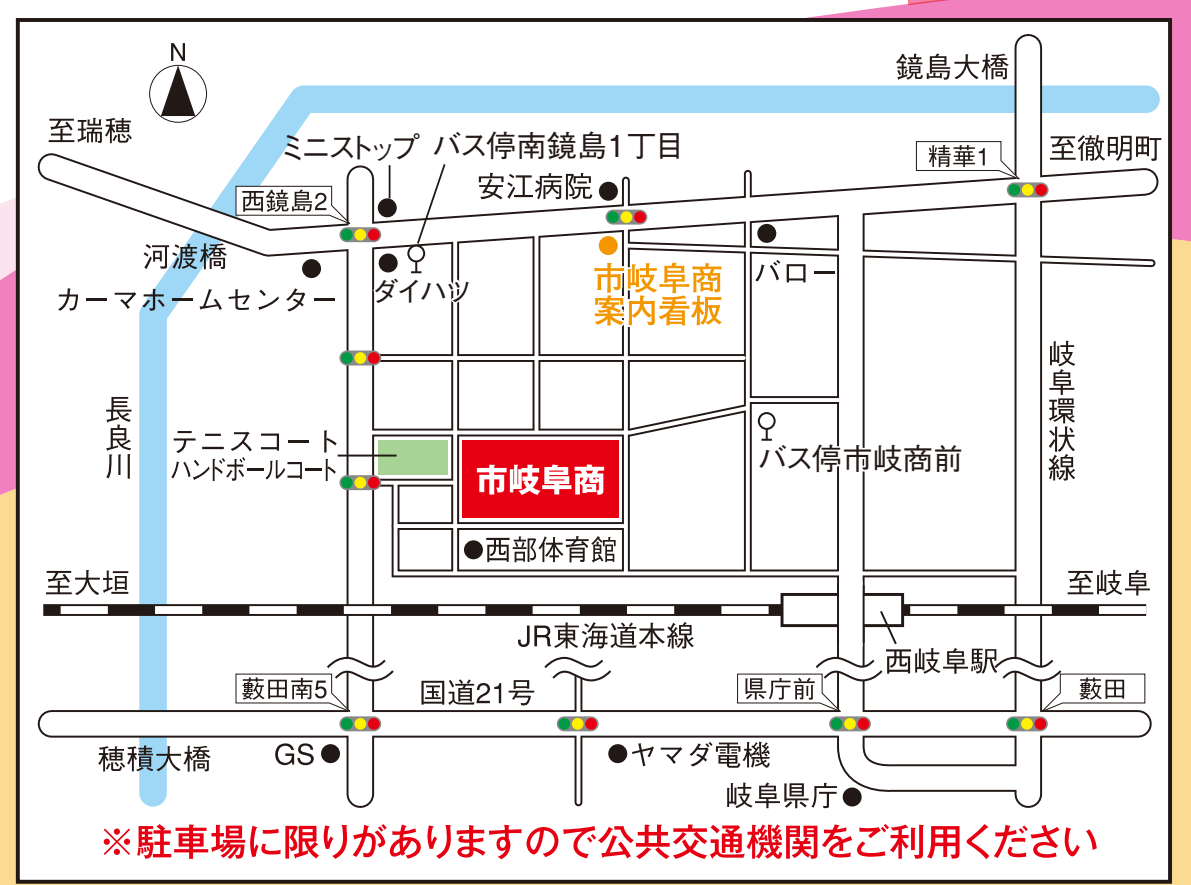 N
鏡島大橋
至瑞穂
ミニストップ
バス停南鏡島1丁目
精華1
至徹明町
安江病院
西鏡島2
河渡橋
カーマホームセンター
ダイハツ
市岐阜商
案内看板
バロー
岐阜環状線
長良川
テニスコート
ハンドボールコート
市岐阜商
バス停市岐商前
西部体育館
至大垣
至岐阜
JR東海道本線
西岐阜駅
藪田南5
国道21号
県庁前
藪田
穂積大橋
GS
ヤマダ電機
岐阜県庁
※駐車場に限りがありますので公共交通機関をご利用ください